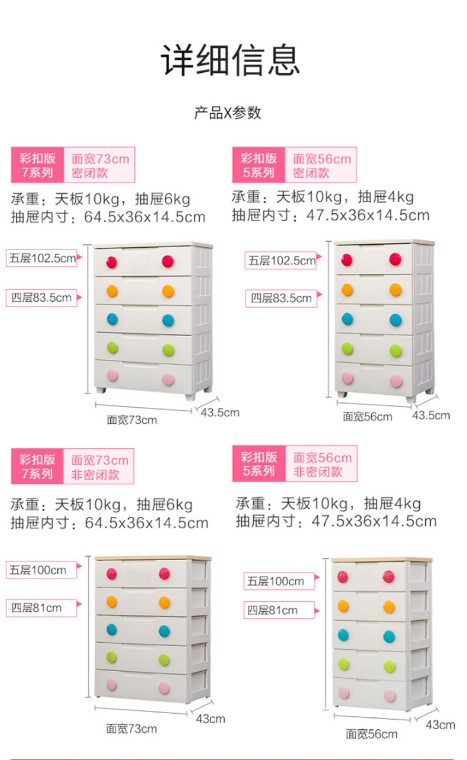 详细信息
产品X参数
彩扣版 面宽73cm
7系列 密闭款
承重：天板10kg，抽屉6kg
抽屉内寸：64.5x36x14.5cm
五层102.5cm
四层83.5cm
面宽73cm
43.5cm
彩扣版 面宽56cm
5系列 密闭款
承重：天板10kg，抽屉4kg
抽屉内寸：47.5x36x14.5cm
五层102.5cm
四层83.5cm
面宽56cm
43.5cm
彩扣版 面宽73cm
7系列 非密闭款
承重：天板10kg，抽屉6kg
抽屉内寸：64.5x36x14.5cm
五层100cm
四层81cm
面宽73cm
43cm
彩扣版 面宽56cm
5系列 非密闭款
承重：天板10kg，抽屉4kg
抽屉内寸：47.5x36x14.5cm
五层100cm
四层81cm
面宽56cm
43cm